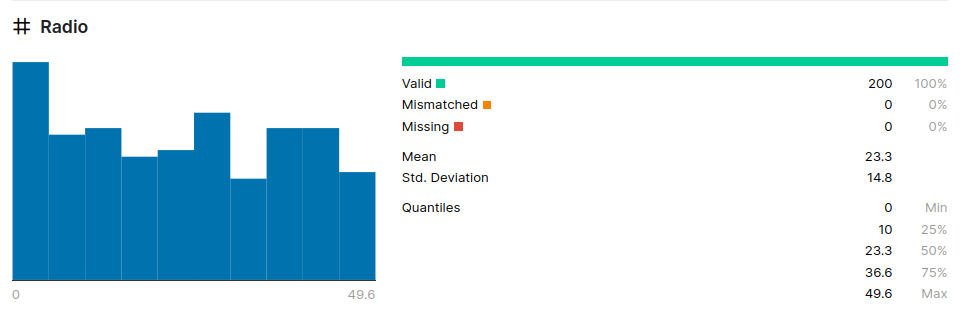 Radio
0 49.6
Valid 200 100%
Mismatched 0 0%
Missing 0 0%
Mean 23.3
Std. Deviation 14.8
Quantiles 0 Min
10 25%
23.3 50%
36.6 75%
49.6 Max